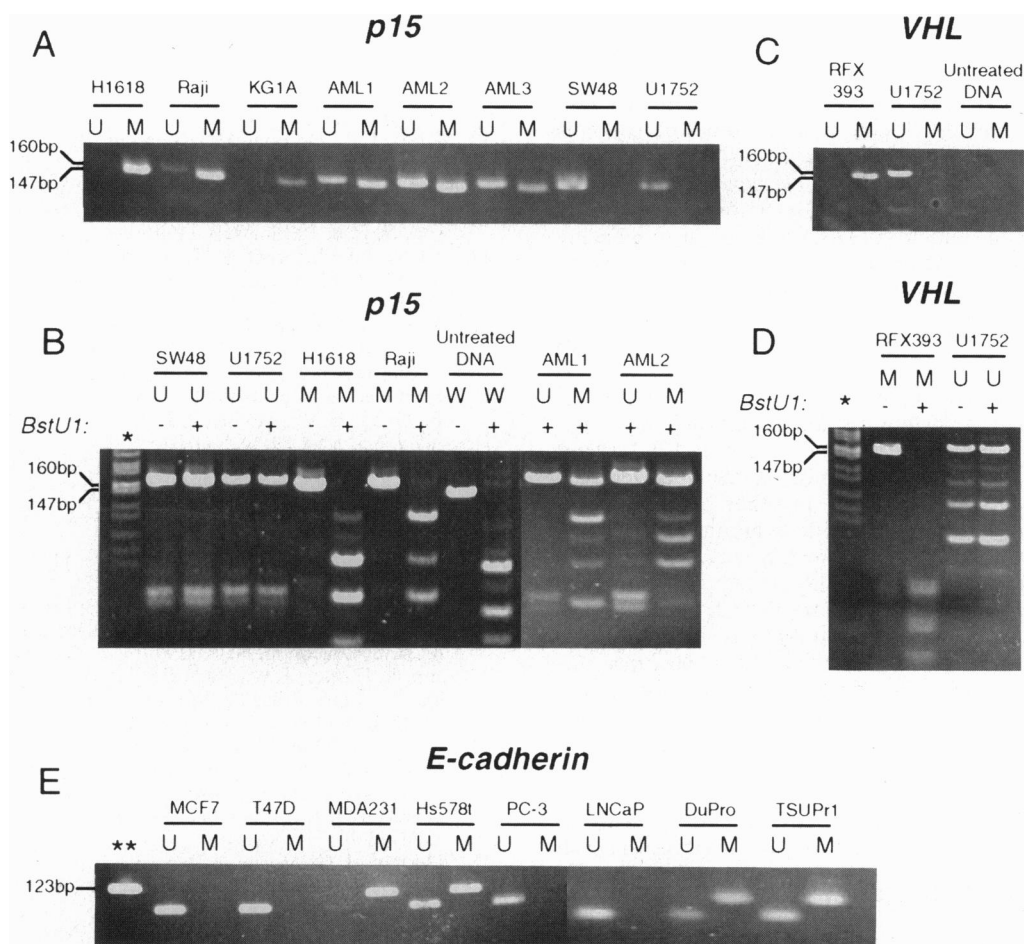 A
p15
H1618 Raji KG1A AML1 AML2 AML3 SW48 U1752
U M U M U M U M U M U M U M U M
160bp
147bp
C
VHL
RFX 393 U1752 Untreated DNA
U M U M U M
160bp
147bp
B
p15
SW48 U1752 H1618 Raji Untreated DNA AML1 AML2
U U U U M M M M W W U M U M
BstU1: - + - + - + - + - + + + + +
*
160bp
147bp
D
VHL
RFX393 U1752
M M U U
BstU1: * - + - +
160bp
147bp
E
E-cadherin
MCF7 T47D MDA231 Hs578t PC-3 LNCaP DuPro TSUPr1
** U M U M U M U M U M U M U M U M
123bp